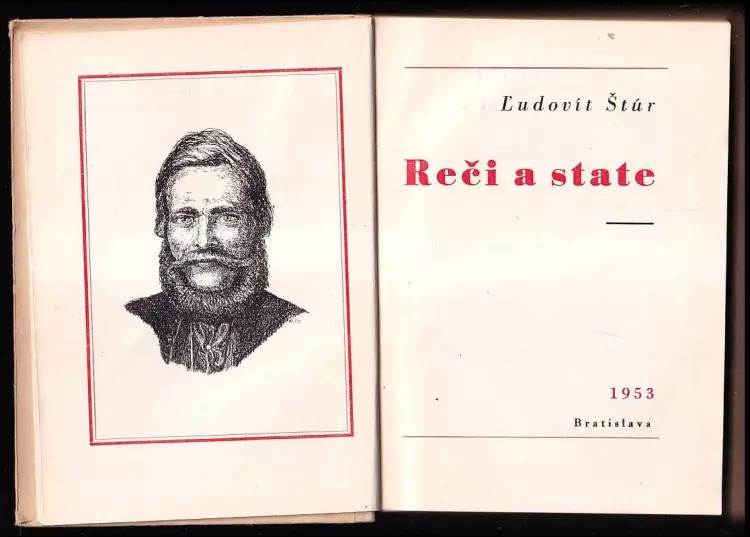 Ľudovít Štúr
Reči a state
1953
Bratislava